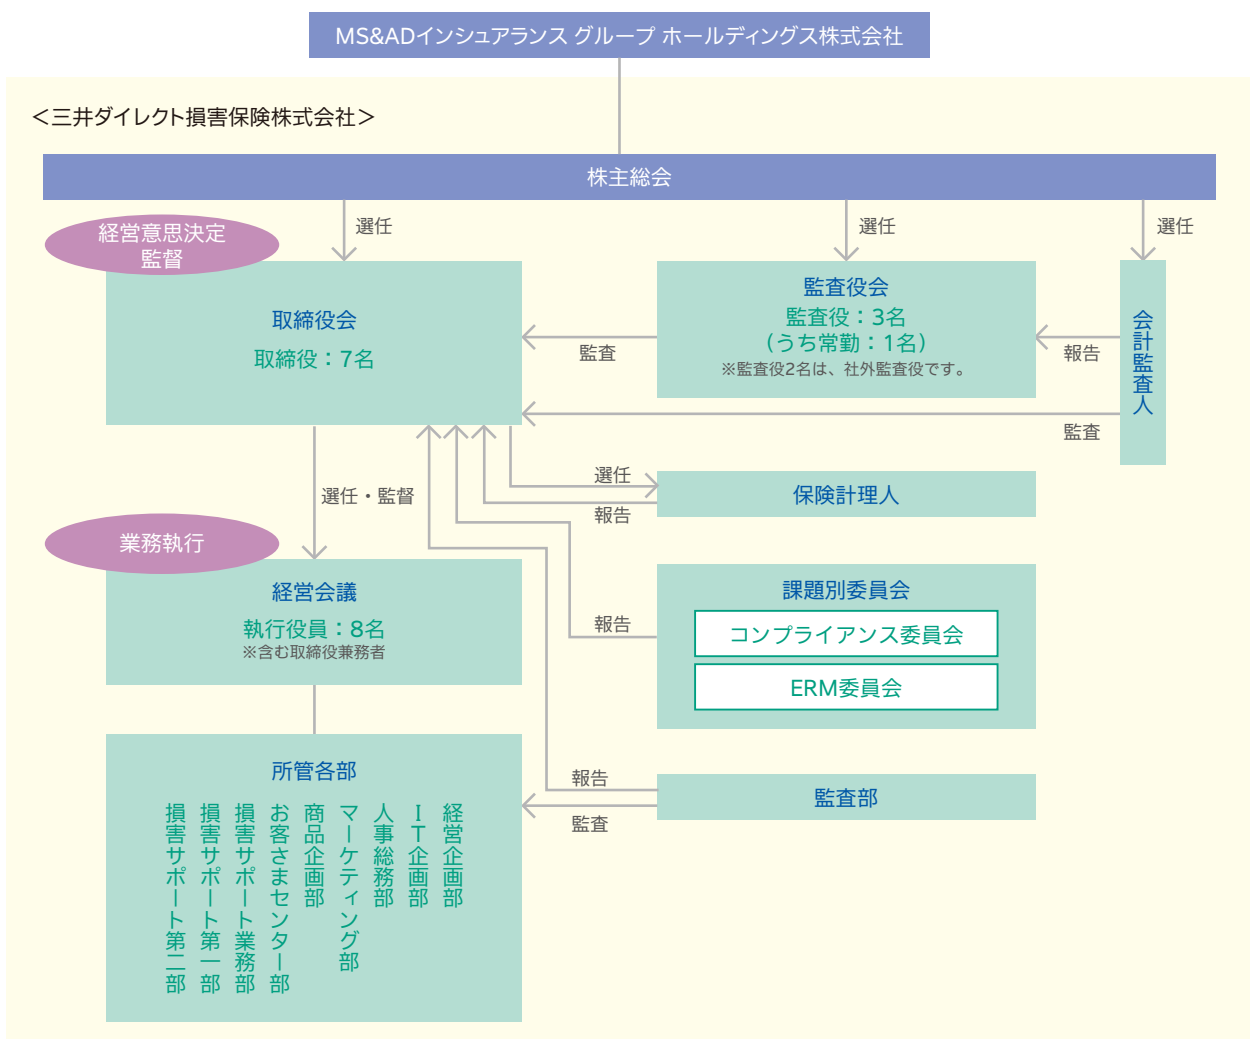 MS&ADインシュアランス グループ ホールディングス株式会社
＜三井ダイレクト損害保険株式会社＞
株主総会
選任
選任
選任
経営意思決定
監督
取締役会
取締役：7名
監査
監査役会
監査役：3名
（うち常勤：1名）
※監査役2名は、社外監査役です。
報告
会計監査人
監査
選任・監督
選任
報告
保険計理人
業務執行
経営会議
執行役員：8名
※含む取締役兼務者
報告
課題別委員会
コンプライアンス委員会
ERM委員会
所管各部
経営企画部
IT企画部
人事総務部
マーケティング部
商品企画部
お客さまセンター部
損害サポート業務部
損害サポート第一部
損害サポート第二部
報告
監査
監査部